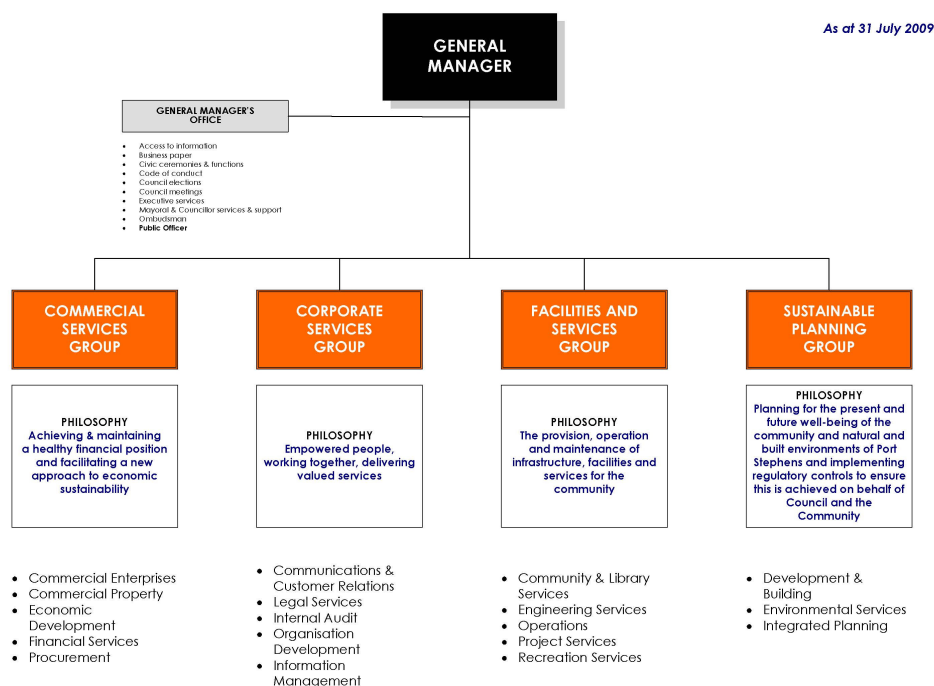 GENERAL
MANAGER
As at 31 July 2009
GENERAL MANAGER'S
OFFICE
• Access to information
• Business paper
• Civic ceremonies & functions
• Code of conduct
• Council elections
• Council meetings
• Executive services
• Mayoral & Councillor services & support
• Ombudsman
• Public Officer
COMMERCIAL
SERVICES
GROUP
PHILOSOPHY
Achieving & maintaining
a healthy financial position
and facilitating a new
approach to economic
sustainability
• Commercial Enterprises
• Commercial Property
• Economic
Development
• Financial Services
• Procurement
CORPORATE
SERVICES
GROUP
PHILOSOPHY
Empowered people,
working together, delivering
valued services
• Communications &
Customer Relations
• Legal Services
• Internal Audit
• Organisation
Development
• Information
Management
FACILITIES AND
SERVICES
GROUP
PHILOSOPHY
The provision, operation
and maintenance of
infrastructure, facilities and
services for the
community
• Community & Library
Services
• Engineering Services
• Operations
• Project Services
• Recreation Services
SUSTAINABLE
PLANNING
GROUP
PHILOSOPHY
Planning for the present and
future well-being of the
community and natural and
built environments of Port
Stephens and implementing
regulatory controls to ensure
this is achieved on behalf of
Council and the
Community
• Development &
Building
• Environmental Services
• Integrated Planning